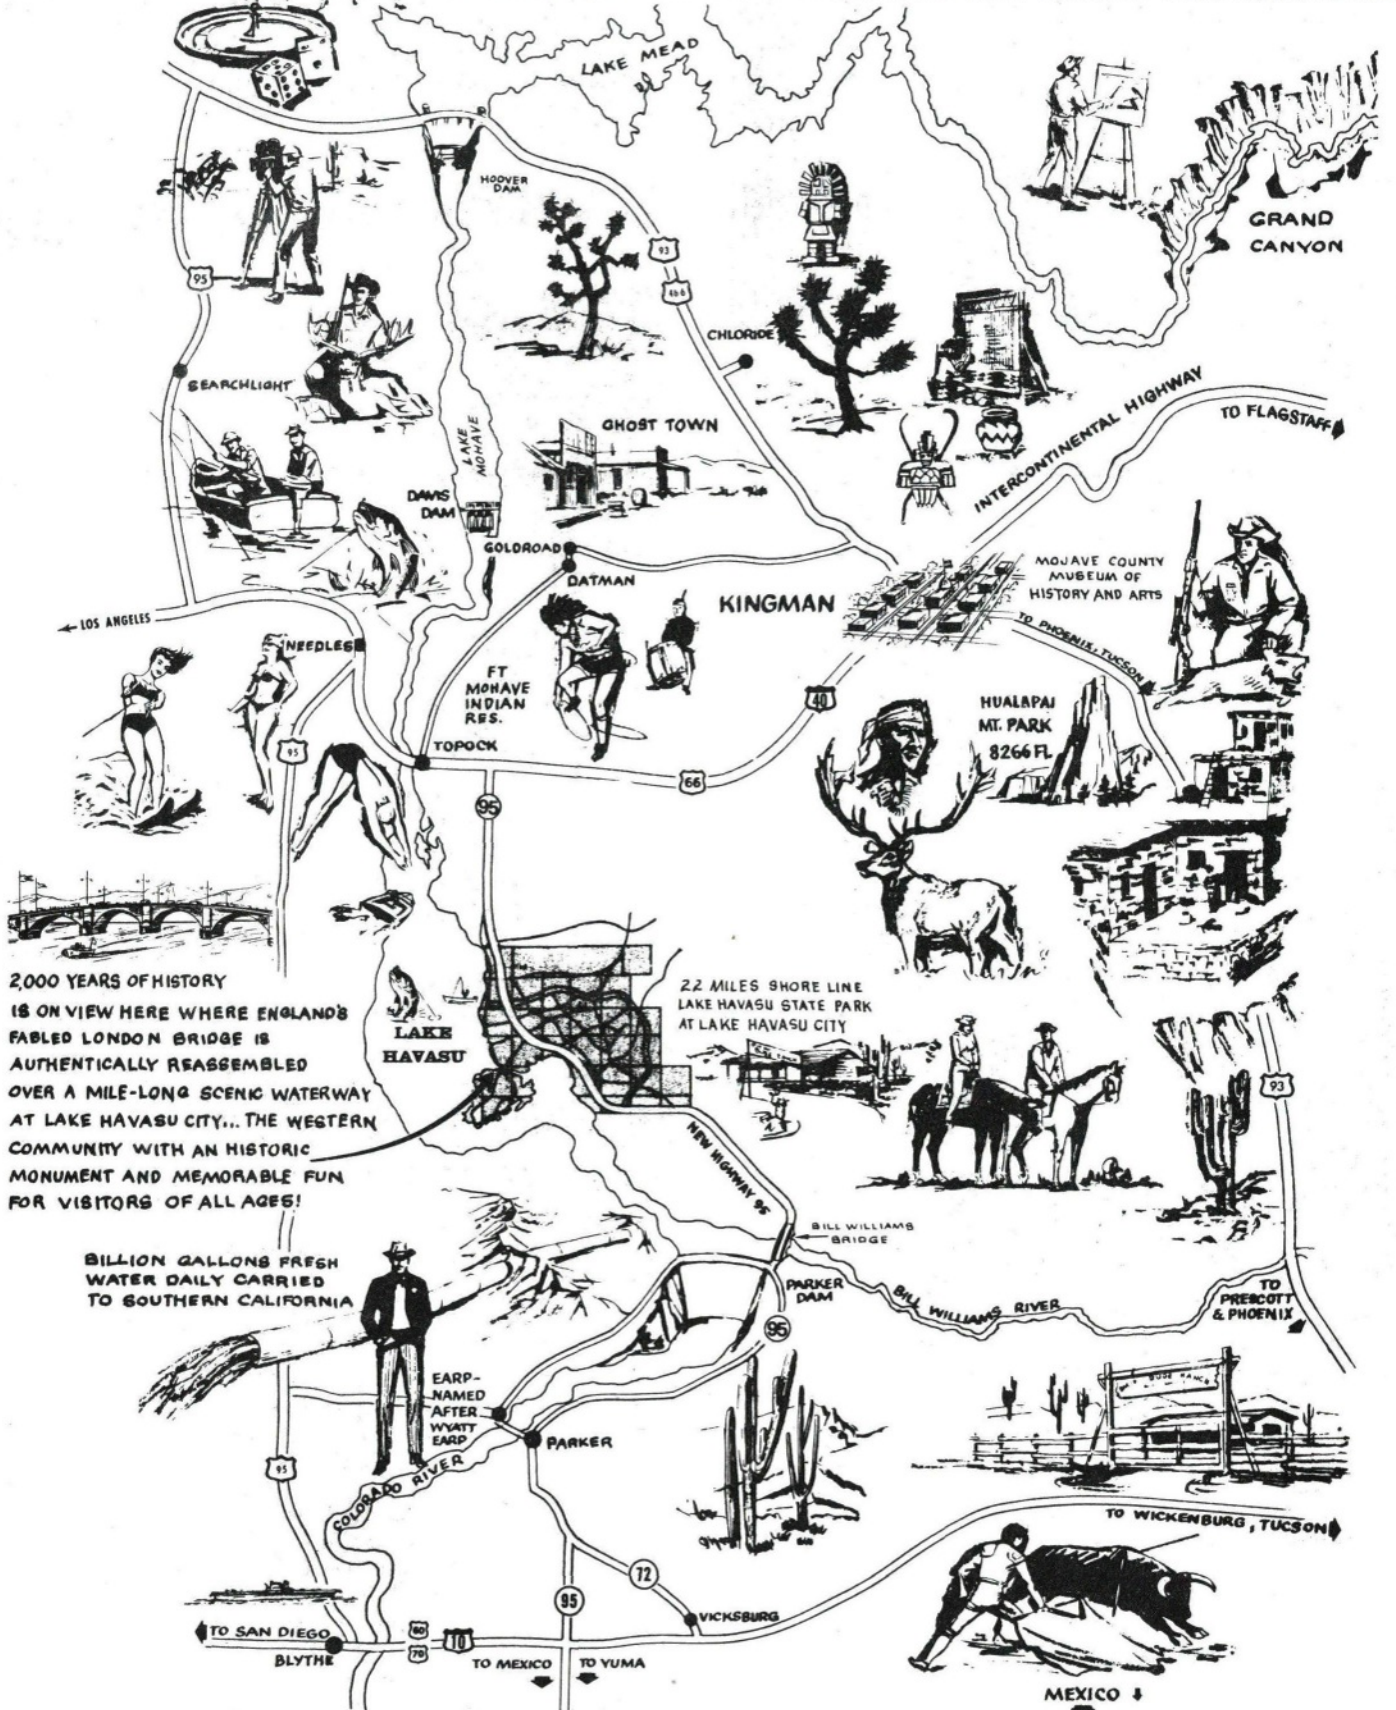 LAKE MEAD
HOOVER
DAM
GRAND
CANYON
93
466
95
CHLORIDE
SEARCHLIGHT
INTERCONTINENTAL HIGHWAY
TO FLAGSTAFF
GHOST TOWN
LAKE
MOHAVE
DAVIS
DAM
GOLDROAD
OATMAN
MOJAVE COUNTY
MUSEUM OF
HISTORY AND ARTS
KINGMAN
LOS ANGELES
TO PHOENIX, TUCSON
NEEDLES
FT
MOHAVE
INDIAN
RES.
40
HUALAPAI
MT. PARK
8266 FL
95
TOPOCK
66
95
2,000 YEARS OF HISTORY
IS ON VIEW HERE WHERE ENGLAND'S
FABLED LONDON BRIDGE IS
AUTHENTICALLY REASSEMBLED
OVER A MILE-LONG SCENIC WATERWAY
AT LAKE HAVASU CITY... THE WESTERN
COMMUNITY WITH AN HISTORIC
MONUMENT AND MEMORABLE FUN
FOR VISITORS OF ALL AGES!
LAKE
HAVASU
22 MILES SHORE LINE
LAKE HAVASU STATE PARK
AT LAKE HAVASU CITY
93
NEW HIGHWAY 95
BILL WILLIAMS
BRIDGE
BILLION GALLONS FRESH
WATER DAILY CARRIED
TO SOUTHERN CALIFORNIA
PARKER
DAM
BILL WILLIAMS RIVER
TO
PRESCOTT
& PHOENIX
95
EARP-
NAMED
AFTER
WYATT
EARP
PARKER
95
COLORADO RIVER
TO WICKENBURG, TUCSON
72
95
VICKSBURG
TO SAN DIEGO
BLYTHE
60
70
10
TO MEXICO
TO YUMA
MEXICO